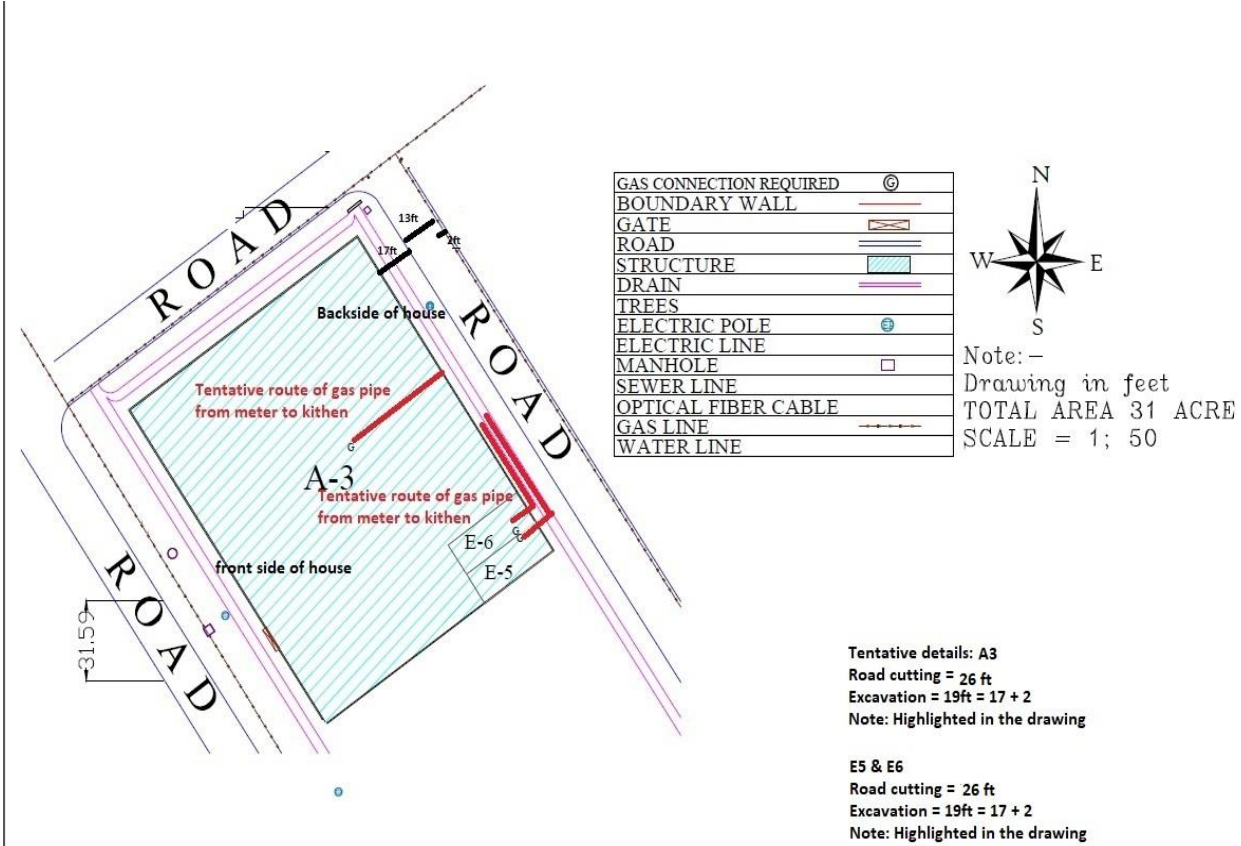 N
W
E
S
GAS CONNECTION REQUIRED G
BOUNDARY WALL
GATE
ROAD
STRUCTURE
DRAIN
TREES
ELECTRIC POLE
ELECTRIC LINE
MANHOLE
SEWER LINE
OPTICAL FIBER CABLE
GAS LINE
WATER LINE
Note:-
Drawing in feet
TOTAL AREA 31 ACRE
SCALE = 1; 50
ROAD
13ft
2ft
17ft
Backside of house
ROAD
Tentative route of gas pipe
from meter to kithen
G
A-3
Tentative route of gas pipe
from meter to kithen
G
G
E-6
E-5
front side of house
ROAD
31.59
Tentative details: A3
Road cutting = 26 ft
Excavation = 19ft = 17 + 2
Note: Highlighted in the drawing
E5 & E6
Road cutting = 26 ft
Excavation = 19ft = 17 + 2
Note: Highlighted in the drawing